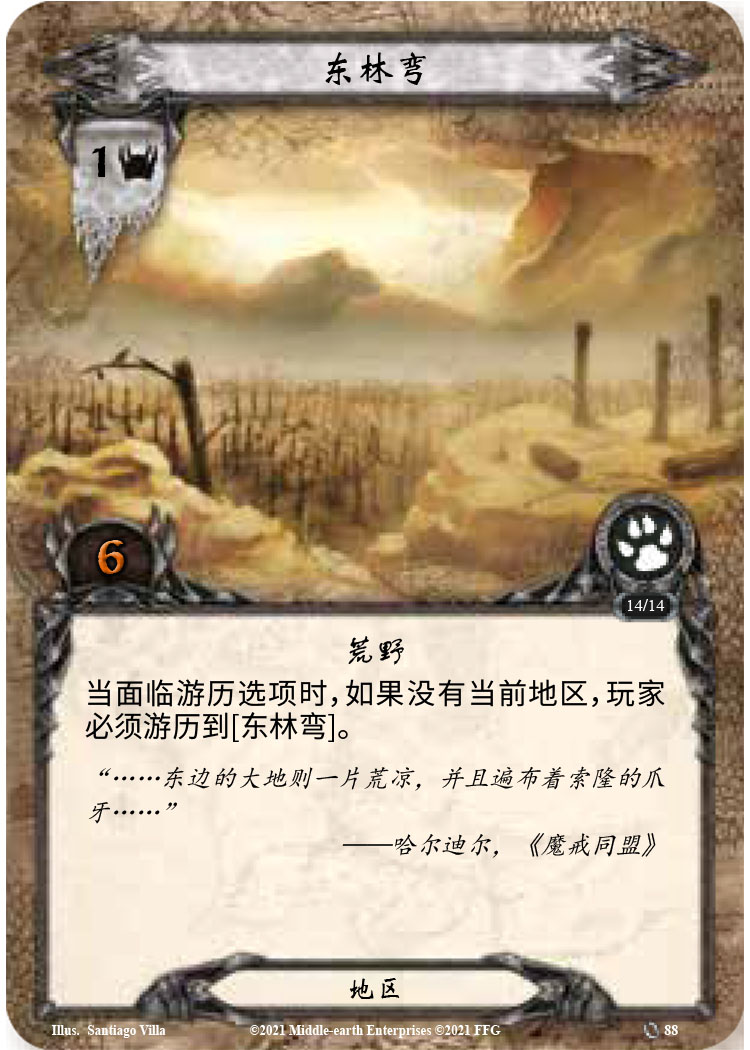 东林弯
1
6
14/14
荒野
当面临游历选项时，如果没有当前地区，玩家
必须游历到[东林弯]。
“……东边的大地则一片荒凉，并且遍布着索隆的爪
牙……”
——哈尔迪尔，《魔戒同盟》
地区
Illus. Santiago Villa ©2021 Middle-earth Enterprises ©2021 FFG 88